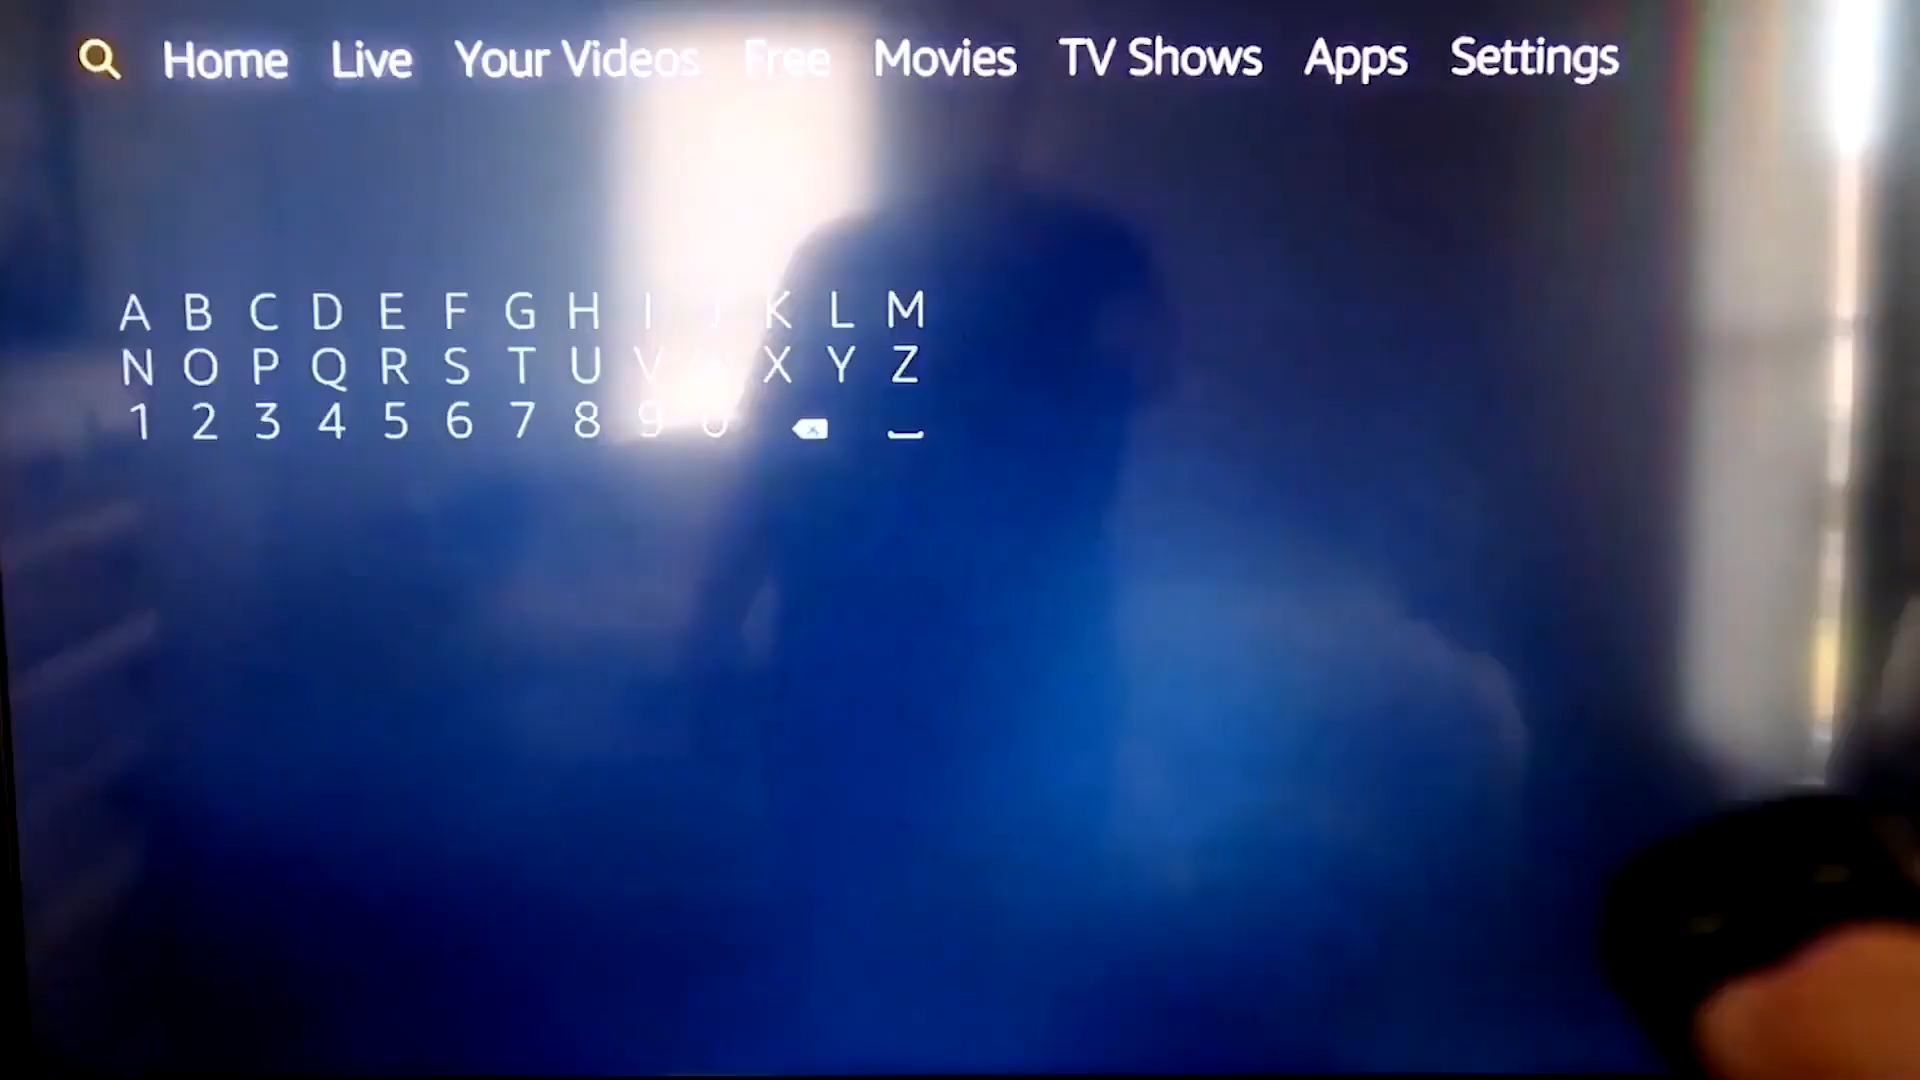 Home Live Your Videos Free Movies TV Shows Apps Settings
A B C D E F G H I J K L M
N O P Q R S T U V X Y Z
1 2 3 4 5 6 7 8 9 0